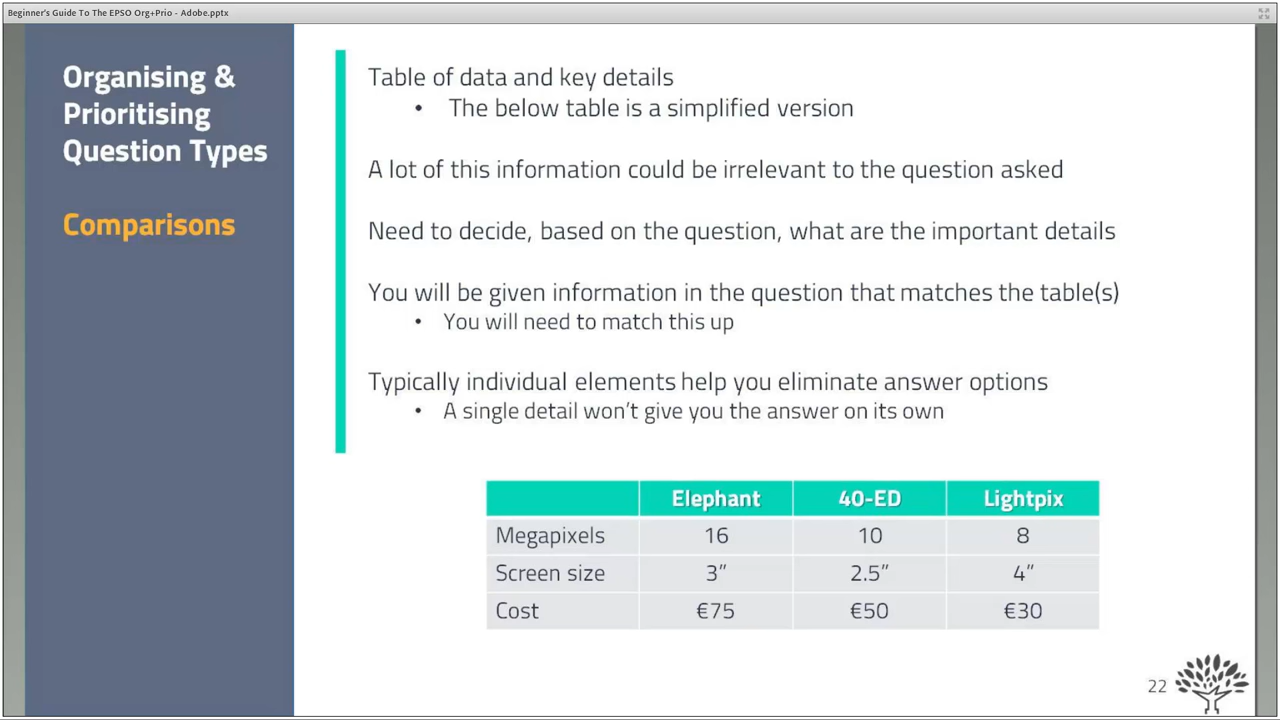 Beginner's Guide To The EPSO Org+Prio - Adobe.pptx
Organising &
Prioritising
Question Types
Comparisons
Table of data and key details
• The below table is a simplified version
A lot of this information could be irrelevant to the question asked
Need to decide, based on the question, what are the important details
You will be given information in the question that matches the table(s)
• You will need to match this up
Typically individual elements help you eliminate answer options
• A single detail won't give you the answer on its own
Elephant 40-ED Lightpix
Megapixels 16 10 8
Screen size 3” 2.5” 4”
Cost €75 €50 €30
22